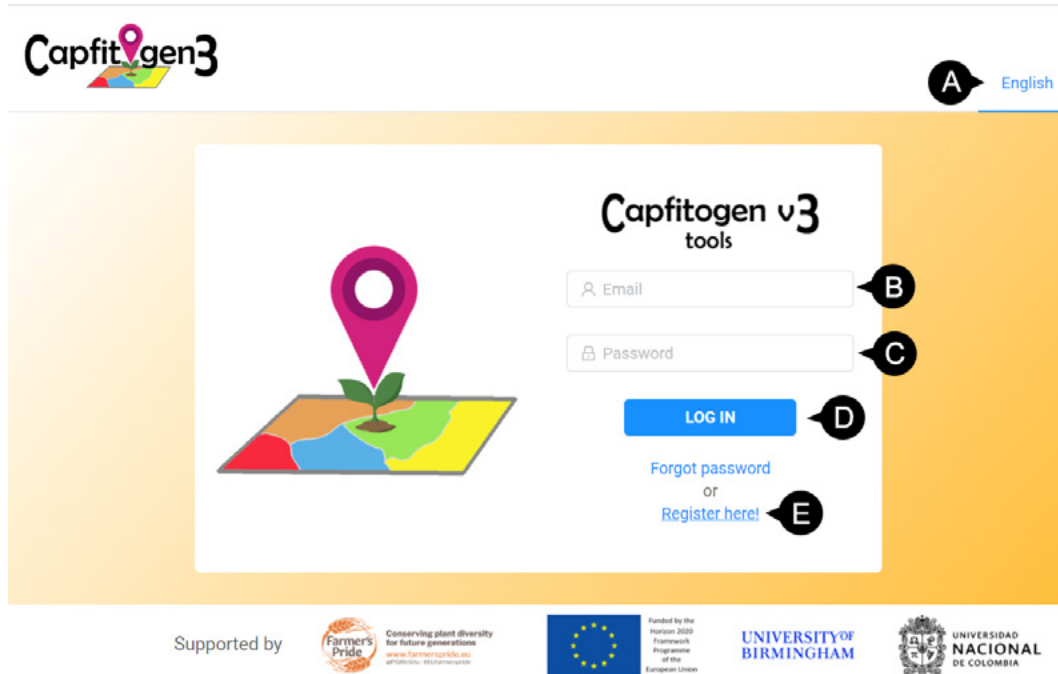 Capfitogen3
A
English
Capfitogen v3
tools
Email
B
Password
C
LOG IN
D
Forgot password
or
Register here!
E
Supported by
Farmer's
Pride
Conserving plant diversity
for future generations
www.farmerspride.eu
Funded by the
Horizon 2020
Framework
Programme
of the
European Union
UNIVERSITY OF
BIRMINGHAM
UNIVERSIDAD
NACIONAL
DE COLOMBIA